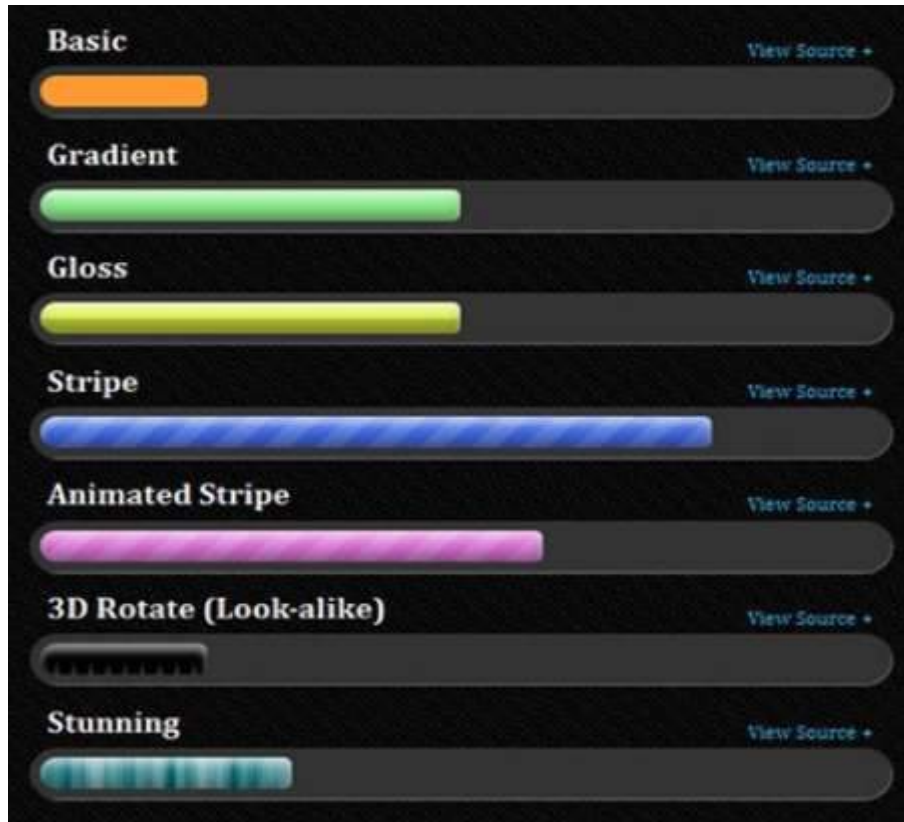 Basic
View Source +
Gradient
View Source +
Gloss
View Source +
Stripe
View Source +
Animated Stripe
View Source +
3D Rotate (Look-alike)
View Source +
Stunning
View Source +